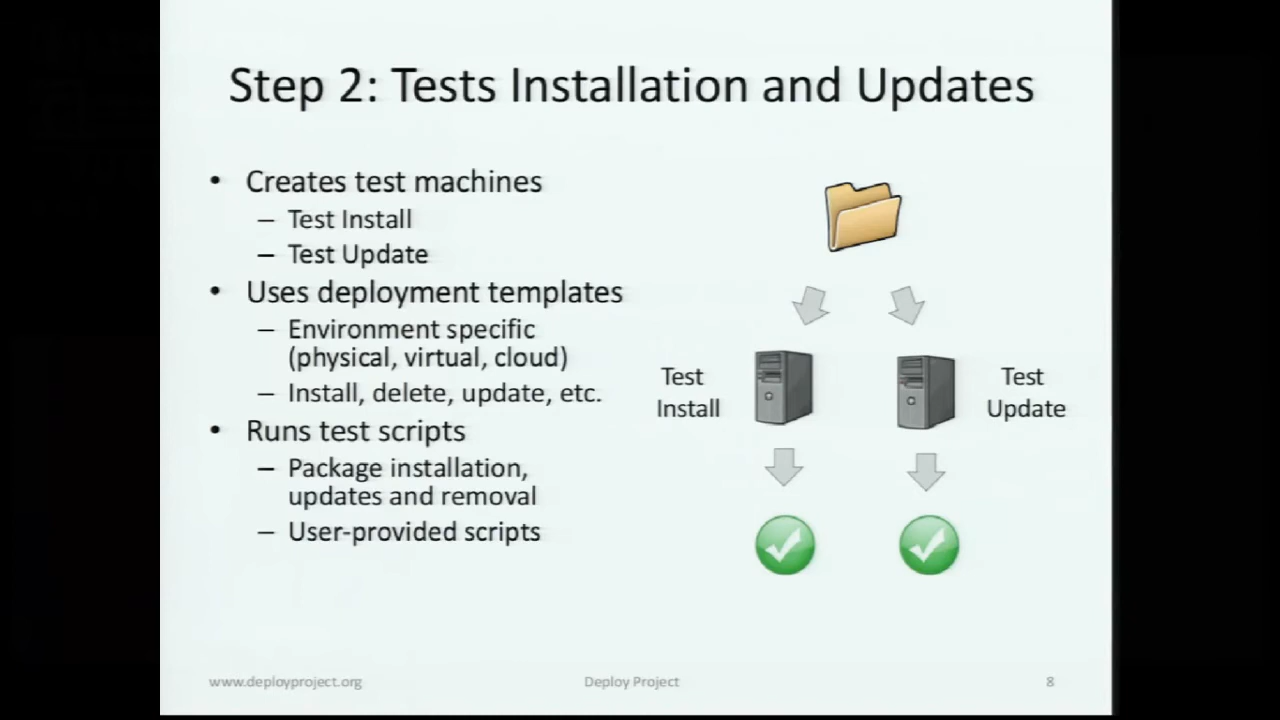 Step 2: Tests Installation and Updates
• Creates test machines
– Test Install
– Test Update
• Uses deployment templates
– Environment specific
(physical, virtual, cloud)
– Install, delete, update, etc.
• Runs test scripts
– Package installation,
updates and removal
– User-provided scripts
Test
Install
Test
Update
www.deployproject.org
Deploy Project
8